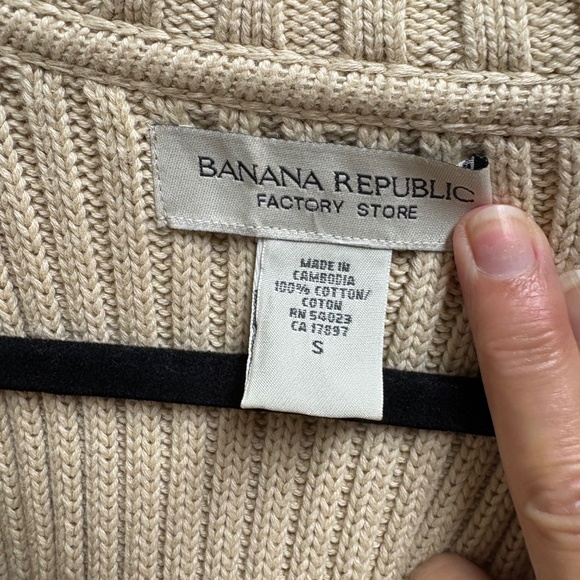 BANANA REPUBLIC
FACTORY STORE
MADE IN
CAMBODIA
100% COTTON/
COTON
RN 54023
CA 17897
S